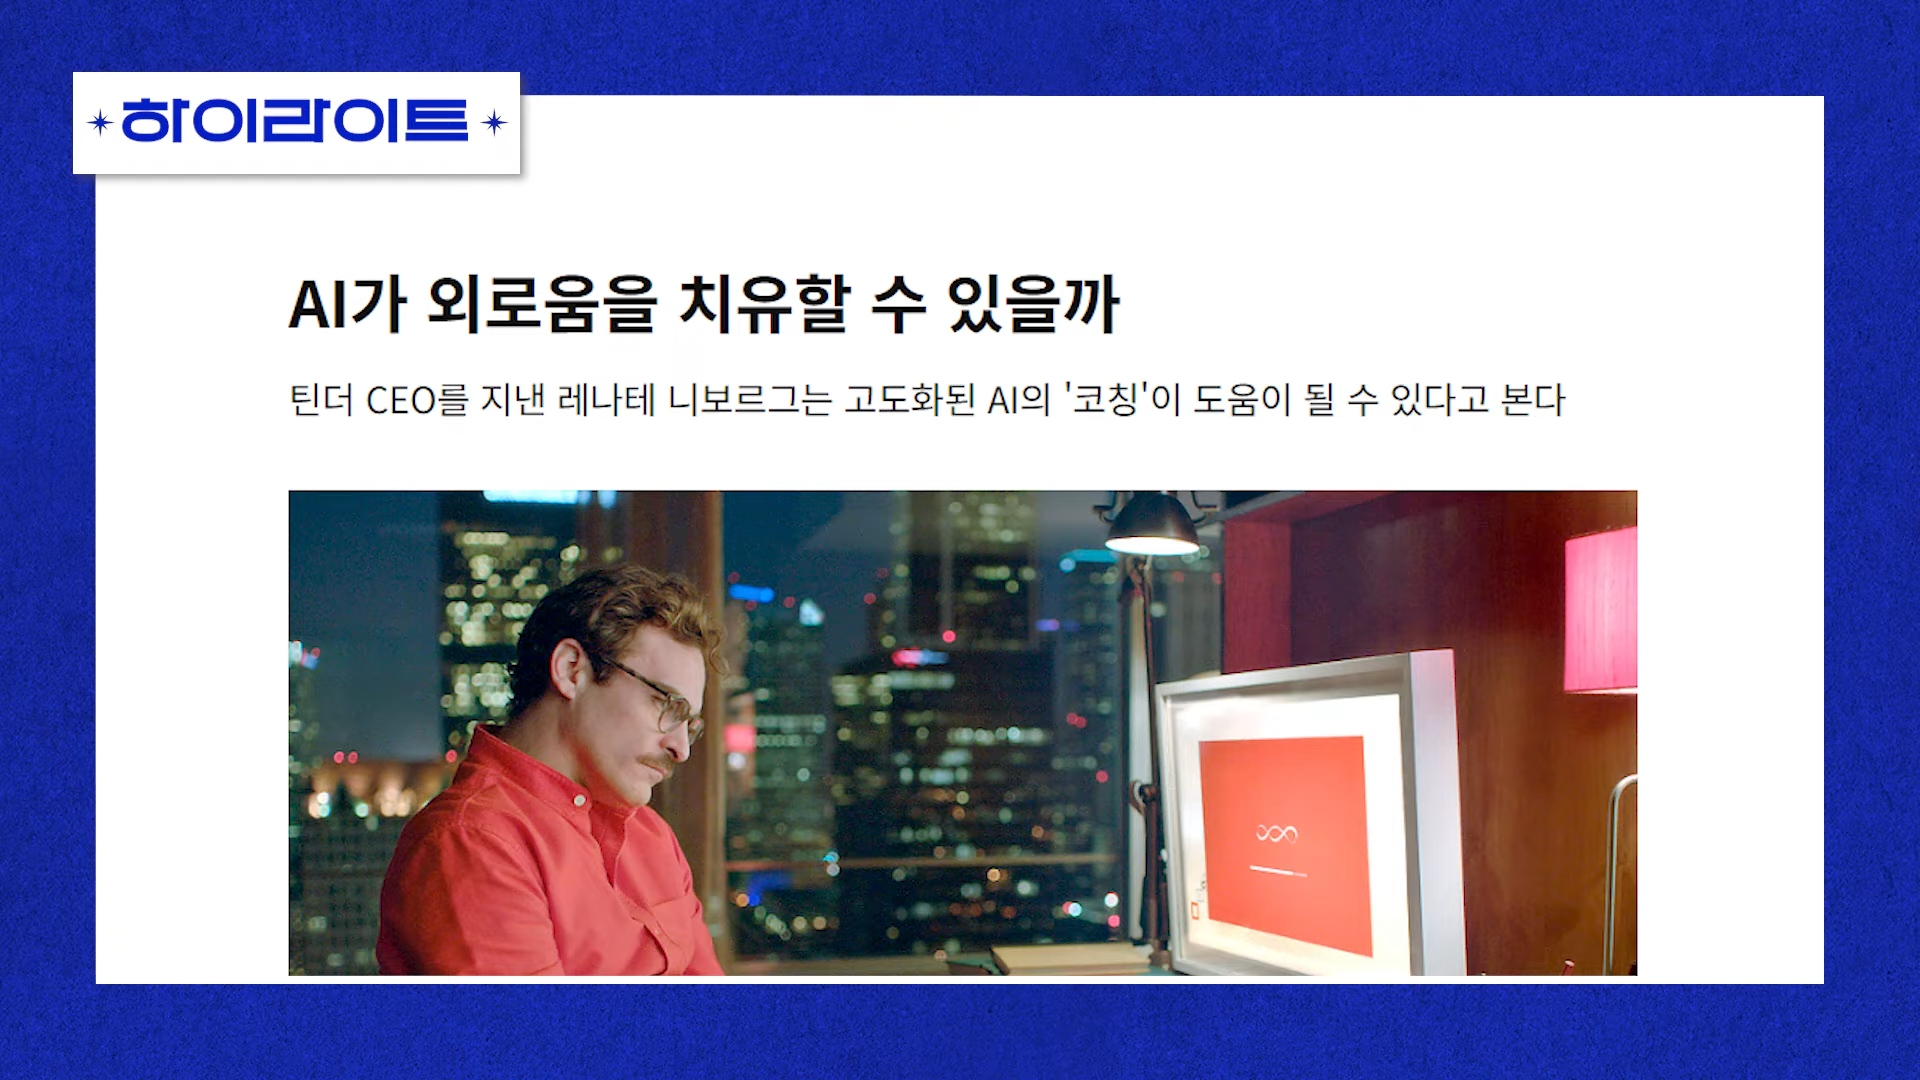 하이라이트
AI가 외로움을 치유할 수 있을까
틴더 CEO를 지낸 레나테 니보르그는 고도화된 AI의 '코칭'이 도움이 될 수 있다고 본다